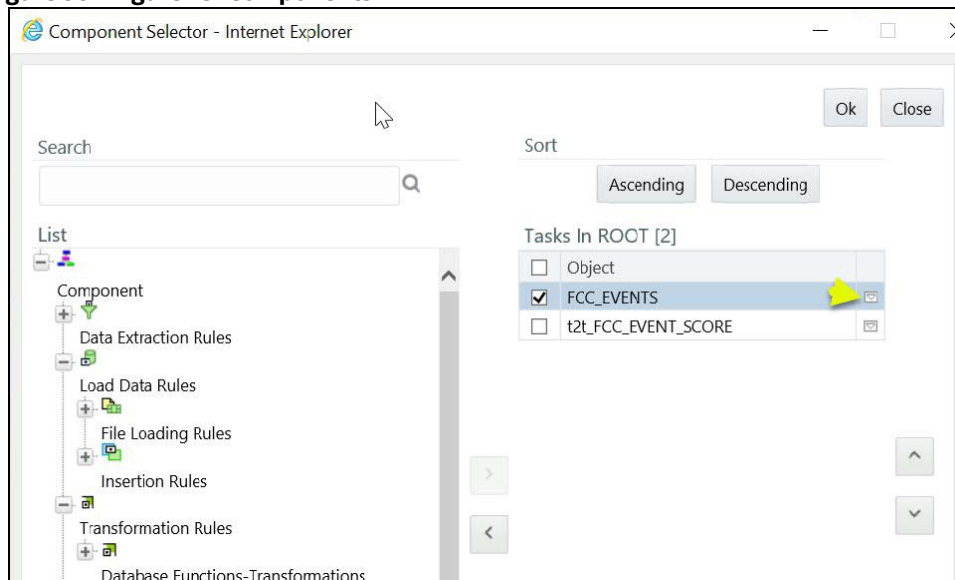 Component Selector - Internet Explorer
Ok Close
Search
Sort
Ascending Descending
List
Tasks In ROOT [2]
Object
Component
FCC_EVENTS
Data Extraction Rules
t2t_FCC_EVENT_SCORE
Load Data Rules
File Loading Rules
Insertion Rules
Transformation Rules
Database Functions-Transformations